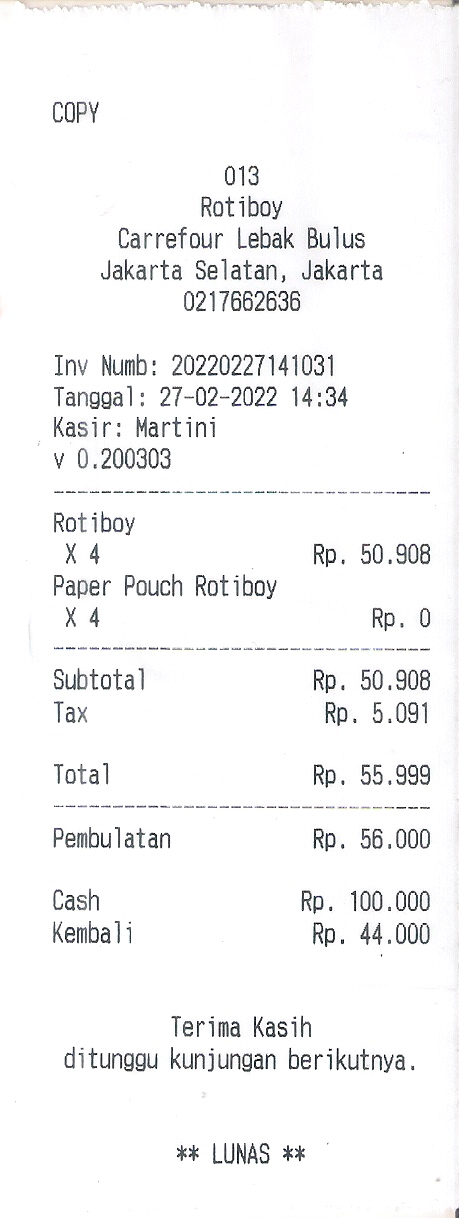 COPY
013
Rotiboy
Carrefour Lebak Bulus
Jakarta Selatan, Jakarta
0217662636
Inv Numb: 20220227141031
Tanggal: 27-02-2022 14:34
Kasir: Martini
v 0.200303
--------------------------------
Rotiboy
X 4 Rp. 50.908
Paper Pouch Rotiboy
X 4 Rp. 0
--------------------------------
Subtotal Rp. 50.908
Tax Rp. 5.091
Total Rp. 55.999
--------------------------------
Pembulatan Rp. 56.000
Cash Rp. 100.000
Kembali Rp. 44.000
Terima Kasih
ditunggu kunjungan berikutnya.
** LUNAS **